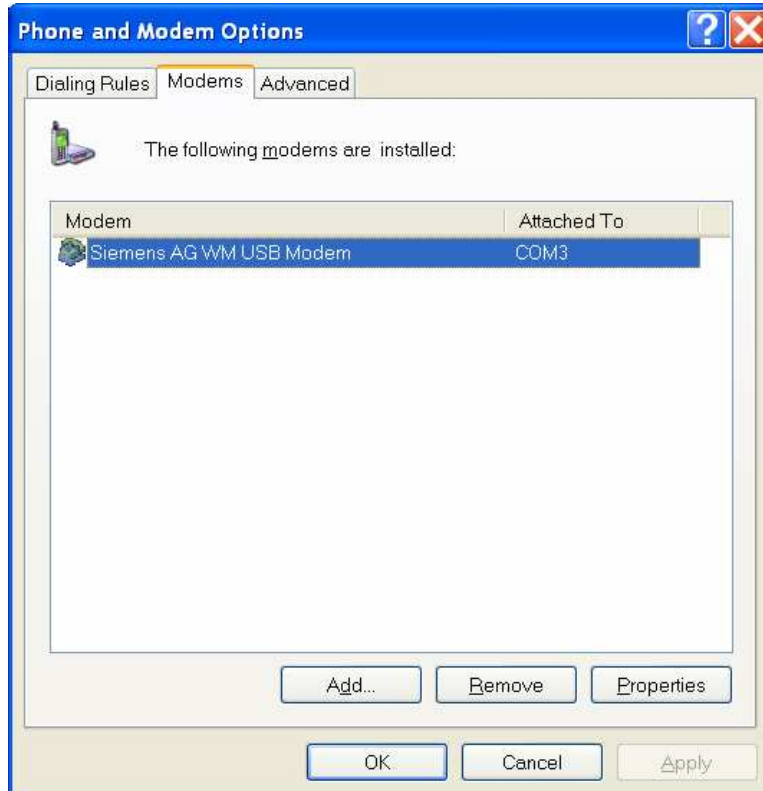 Phone and Modem Options
Dialing Rules Modems Advanced
The following modems are installed:
Modem Attached To
Siemens AG WM USB Modem COM3
Add... Remove Properties
OK Cancel Apply